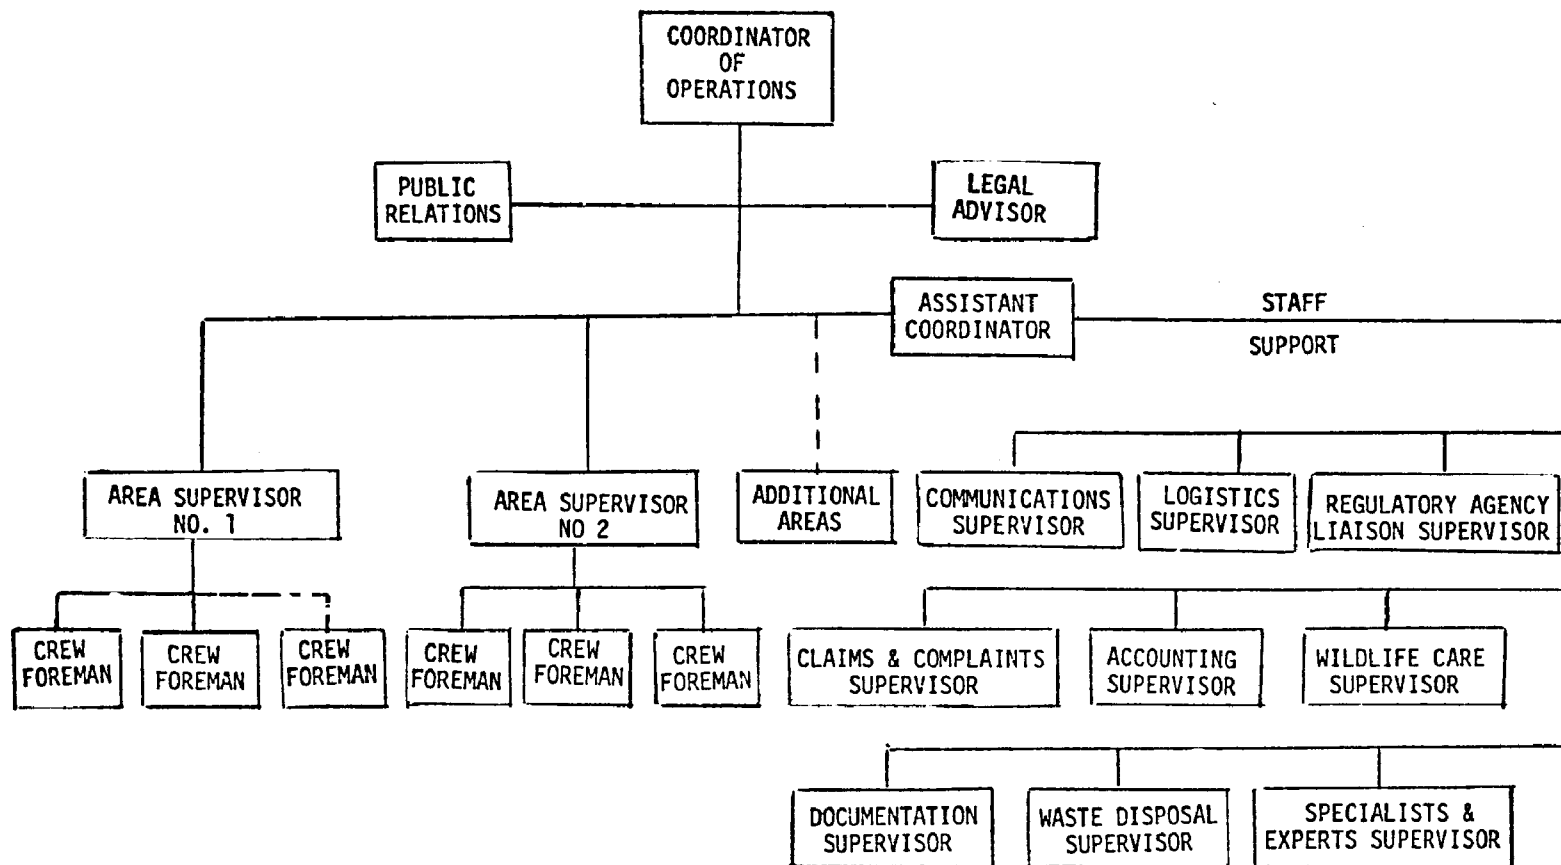 COORDINATOR
OF
OPERATIONS
PUBLIC
RELATIONS
LEGAL
ADVISOR
ASSISTANT
COORDINATOR
STAFF
SUPPORT
AREA SUPERVISOR
NO. 1
AREA SUPERVISOR
NO 2
ADDITIONAL
AREAS
COMMUNICATIONS
SUPERVISOR
LOGISTICS
SUPERVISOR
REGULATORY AGENCY
LIAISON SUPERVISOR
CREW
FOREMAN
CREW
FOREMAN
CREW
FOREMAN
CREW
FOREMAN
CREW
FOREMAN
CREW
FOREMAN
CLAIMS & COMPLAINTS
SUPERVISOR
ACCOUNTING
SUPERVISOR
WILDLIFE CARE
SUPERVISOR
DOCUMENTATION
SUPERVISOR
WASTE DISPOSAL
SUPERVISOR
SPECIALISTS &
EXPERTS SUPERVISOR